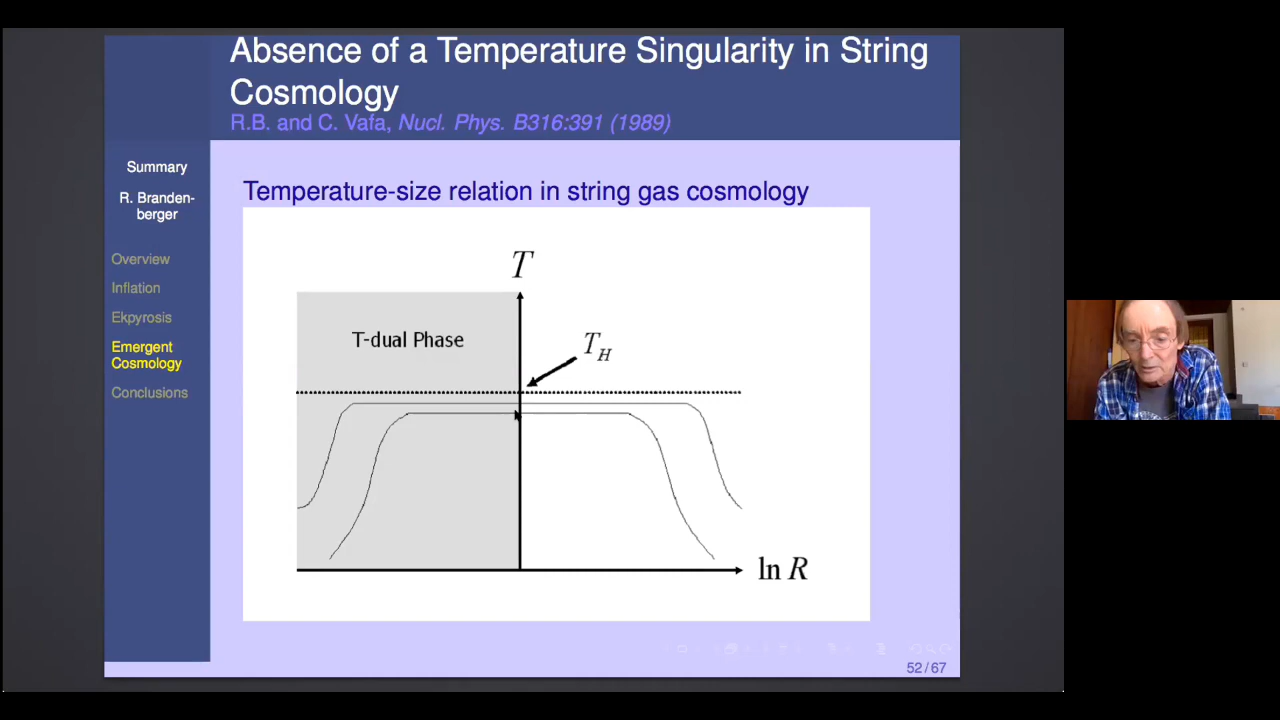 Absence of a Temperature Singularity in String
Cosmology
R.B. and C. Vafa, Nucl. Phys. B316:391 (1989)
Summary
R. Branden-
berger
Overview
Inflation
Ekpyrosis
Emergent
Cosmology
Conclusions
Temperature-size relation in string gas cosmology
T
T-dual Phase
T_H
ln R
52 / 67